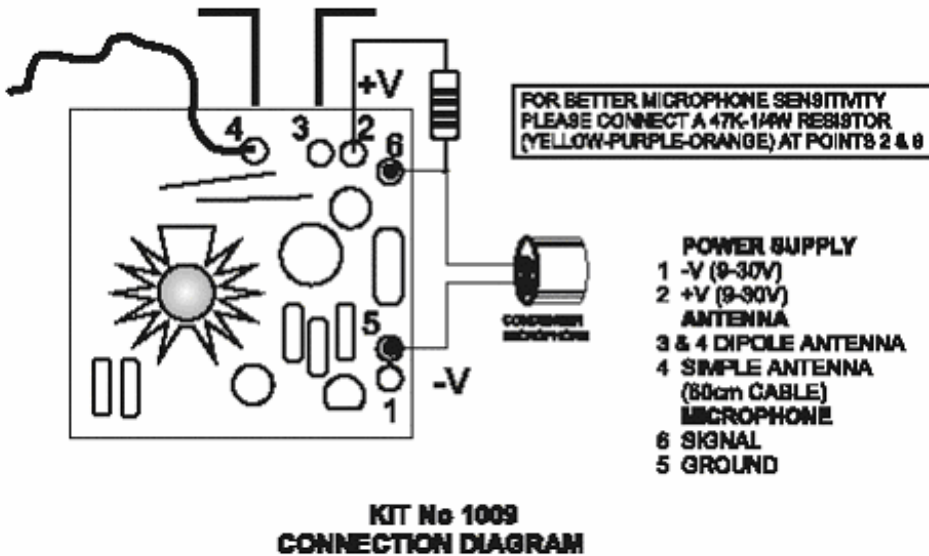 +V
4
3
2
6
FOR BETTER MICROPHONE SENSITIVITY
PLEASE CONNECT A 47K-1/4W RESISTOR
(YELLOW-PURPLE-ORANGE) AT POINTS 2 & 6
POWER SUPPLY
1 -V (9-30V)
2 +V (9-30V)
ANTENNA
3 & 4 DIPOLE ANTENNA
4 SIMPLE ANTENNA
(60cm CABLE)
MICROPHONE
6 SIGNAL
5 GROUND
CONDENSER
MICROPHONE
5
-V
1
KIT No 1009
CONNECTION DIAGRAM